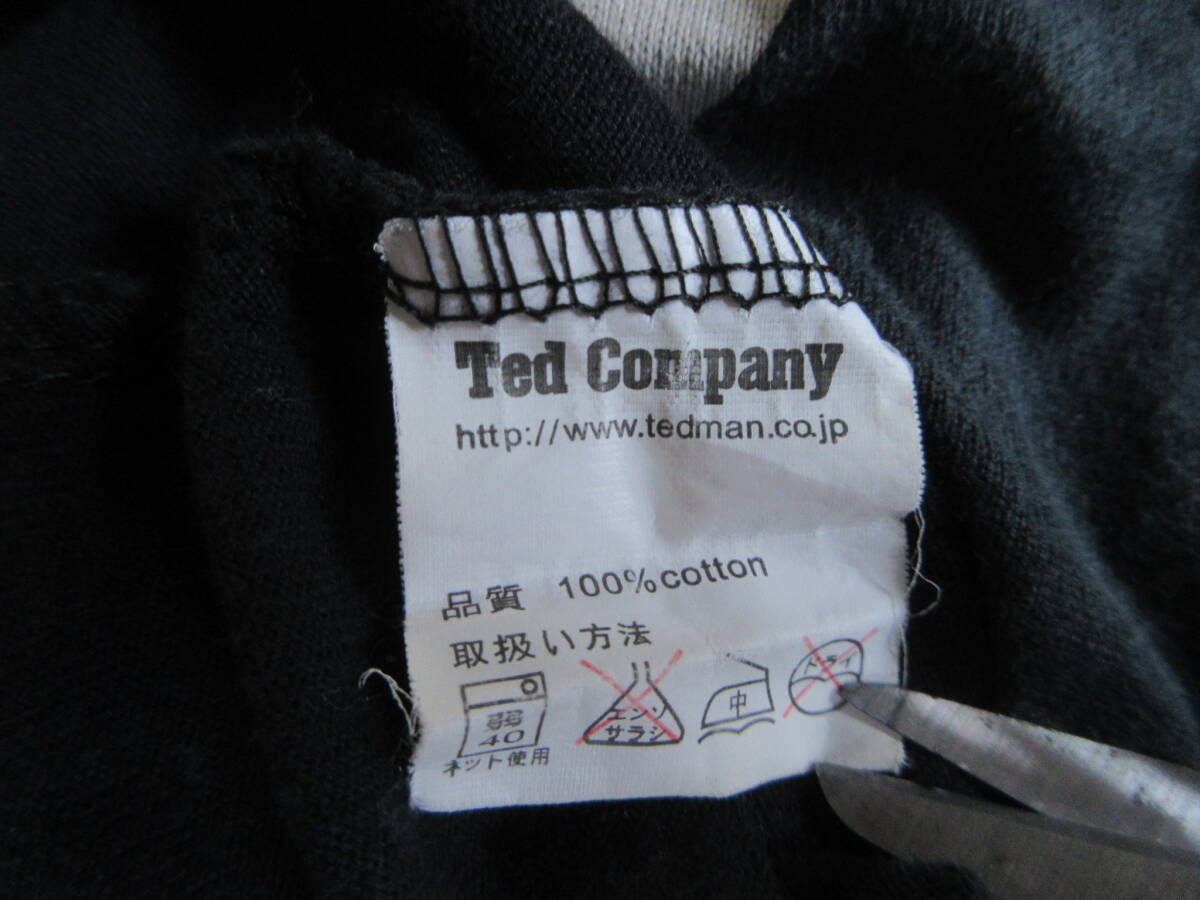 Ted Company
http://www.tedman.co.jp
品質 100%cotton
取扱い方法
弱
40
エンソ
サラシ
中
ドライ
ネット使用